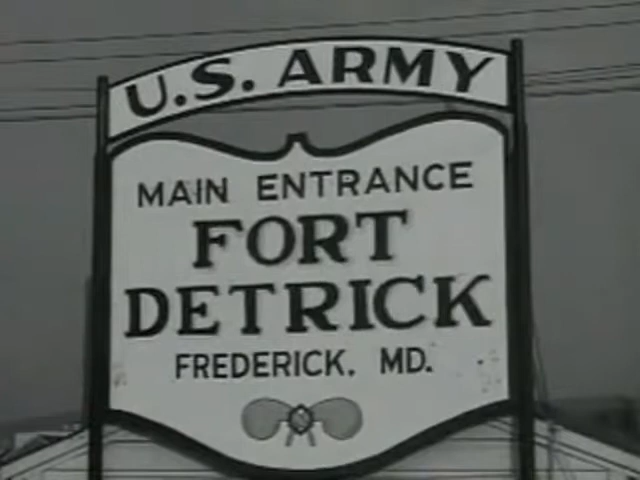 U.S. ARMY
MAIN ENTRANCE
FORT
DETRICK
FREDERICK. MD.